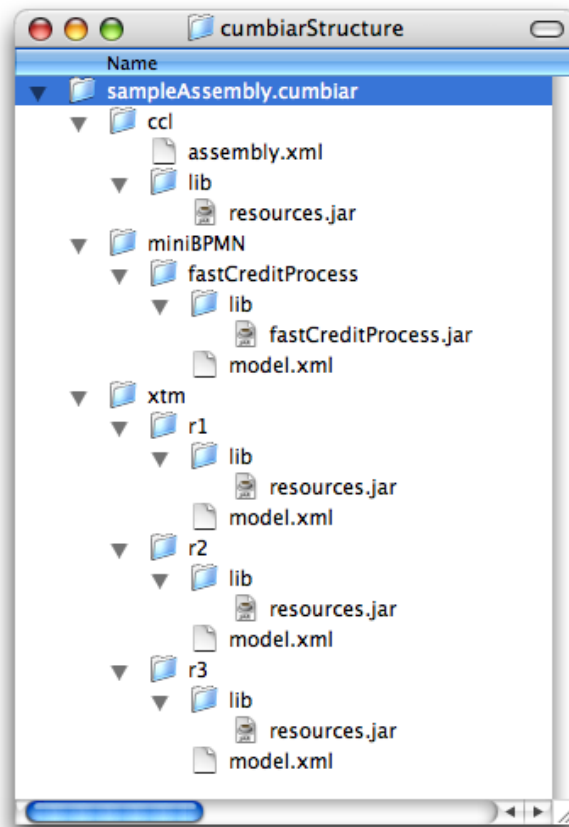 cumbiarStructure
Name
sampleAssembly.cumbiar
ccl
assembly.xml
lib
resources.jar
miniBPMN
fastCreditProcess
lib
fastCreditProcess.jar
model.xml
xtm
r1
lib
resources.jar
model.xml
r2
lib
resources.jar
model.xml
r3
lib
resources.jar
model.xml